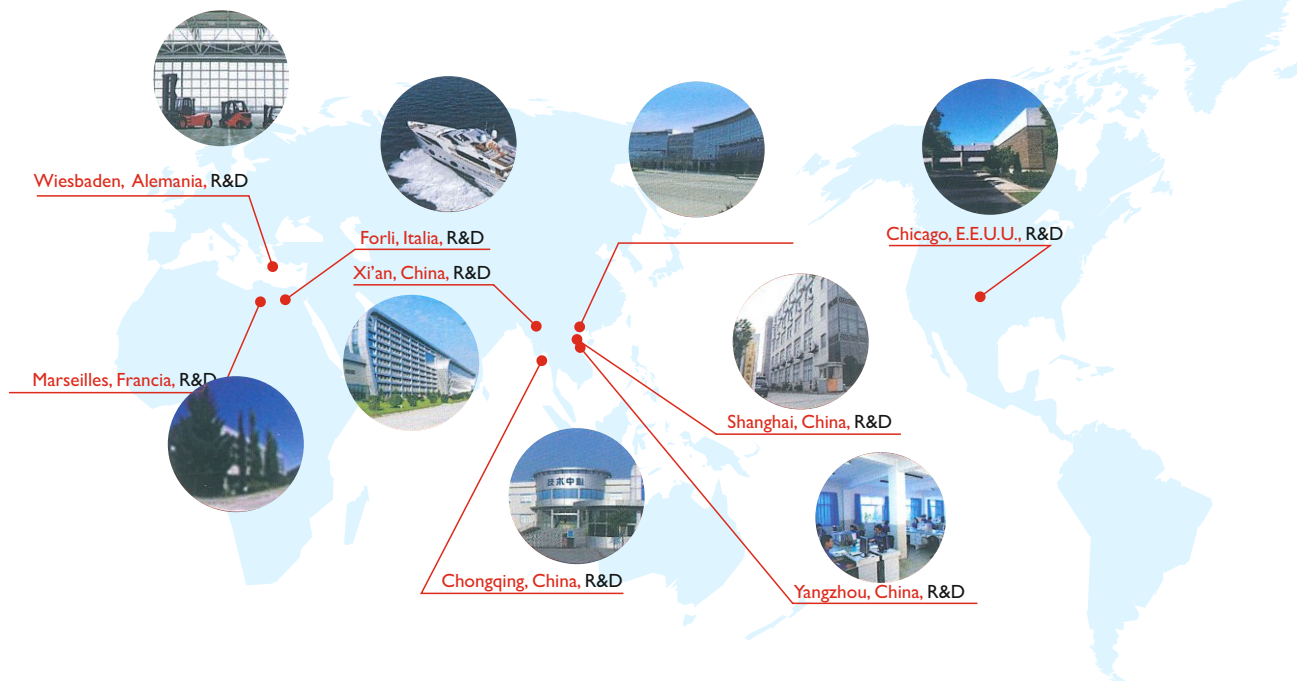 Wiesbaden, Alemania, R&D
Forli, Italia, R&D
Chicago, E.E.U.U., R&D
Xi'an, China, R&D
Marseilles, Francia, R&D
Shanghai, China, R&D
技术中心
Chongqing, China, R&D
Yangzhou, China, R&D